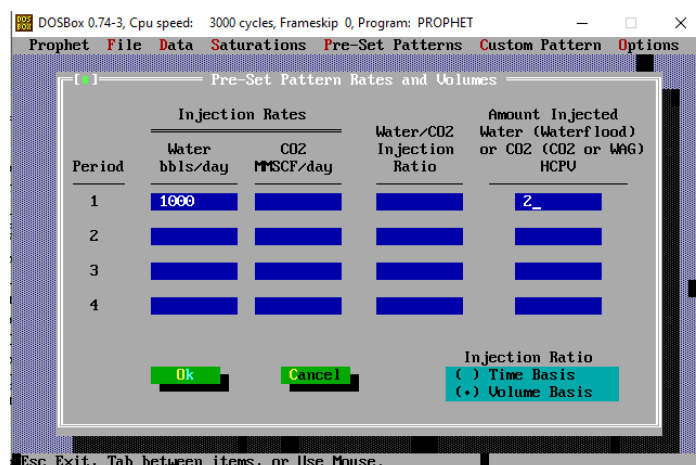 DOSBox 0.74-3, Cpu speed: 3000 cycles, Frameskip 0, Program: PROPHET
Prophet File Data Saturations Pre-Set Patterns Custom Pattern Options
Pre-Set Pattern Rates and Volumes
Injection Rates Amount Injected
Water/CO2 Water (Waterflood)
Water CO2 Injection or CO2 (CO2 or WAG)
Period bbls/day MMSCF/day Ratio HCPV
1 1000 2_
2
3
4
Injection Ratio
Ok Cancel ( ) Time Basis
(•) Volume Basis
Esc Exit, Tab between items, or Use Mouse.